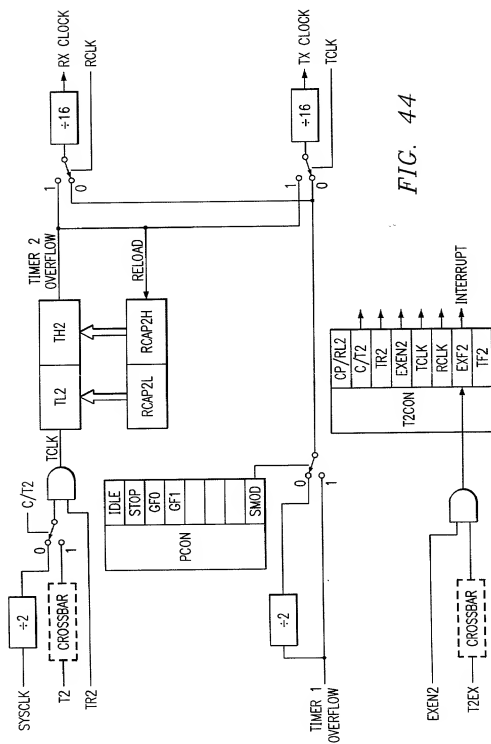 SYSCLK
÷2
0
C/T2
T2
CROSSBAR
1
TR2
TCLK
TL2
TH2
RCAP2L
RCAP2H
TIMER 2
OVERFLOW
RELOAD
1
0
÷16
RX CLOCK
RCLK
1
0
÷16
TX CLOCK
TCLK
PCON
IDLE
STOP
GF0
GF1
SMOD
TIMER 1
OVERFLOW
÷2
0
1
EXEN2
T2EX
CROSSBAR
T2CON
CP/RL2
C/T2
TR2
EXEN2
TCLK
RCLK
EXF2
TF2
INTERRUPT
FIG. 44